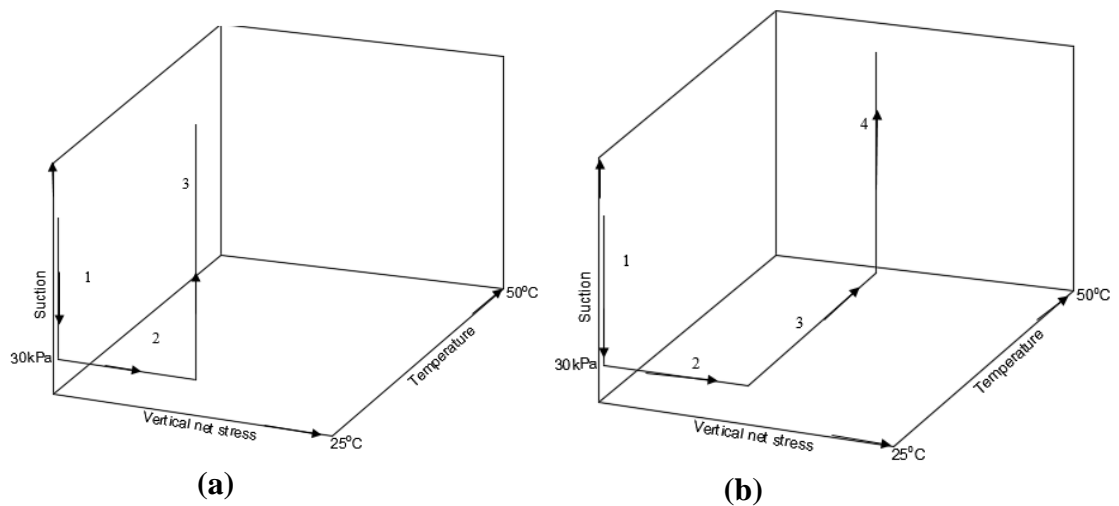 Suction
30kPa
1
2
3
Vertical net stress
25°C
Temperature
50°C
(a)
Suction
30kPa
1
2
3
4
Vertical net stress
25°C
Temperature
50°C
(b)